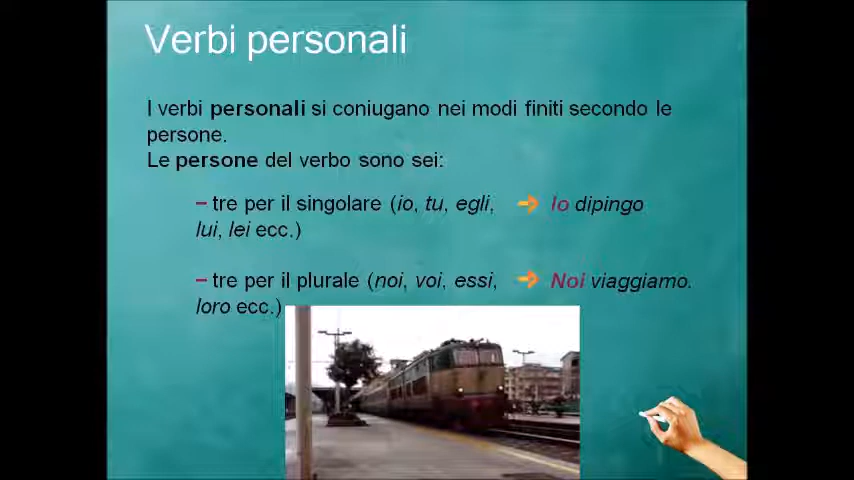 Verbi personali
I verbi personali si coniugano nei modi finiti secondo le
persone.
Le persone del verbo sono sei:
– tre per il singolare (io, tu, egli, ➔ Io dipingo
lui, lei ecc.)
– tre per il plurale (noi, voi, essi, ➔ Noi viaggiamo.
loro ecc.)